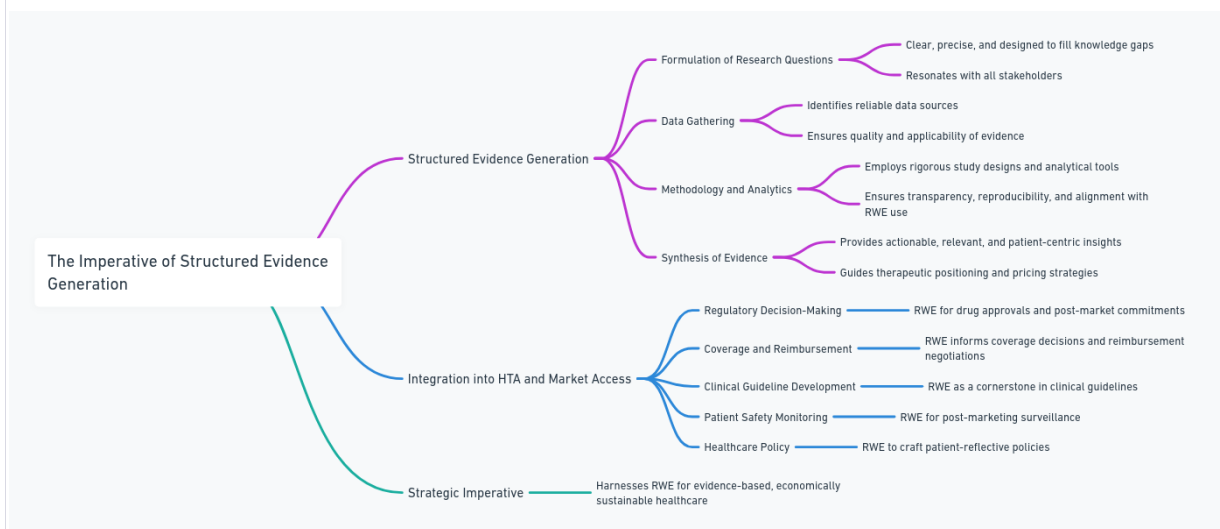 The Imperative of Structured Evidence
Generation
Structured Evidence Generation
Formulation of Research Questions
Clear, precise, and designed to fill knowledge gaps
Resonates with all stakeholders
Data Gathering
Identifies reliable data sources
Ensures quality and applicability of evidence
Methodology and Analytics
Employs rigorous study designs and analytical tools
Ensures transparency, reproducibility, and alignment with
RWE use
Synthesis of Evidence
Provides actionable, relevant, and patient-centric insights
Guides therapeutic positioning and pricing strategies
Integration into HTA and Market Access
Regulatory Decision-Making
RWE for drug approvals and post-market commitments
Coverage and Reimbursement
RWE informs coverage decisions and reimbursement
negotiations
Clinical Guideline Development
RWE as a cornerstone in clinical guidelines
Patient Safety Monitoring
RWE for post-marketing surveillance
Healthcare Policy
RWE to craft patient-reflective policies
Strategic Imperative
Harnesses RWE for evidence-based, economically
sustainable healthcare